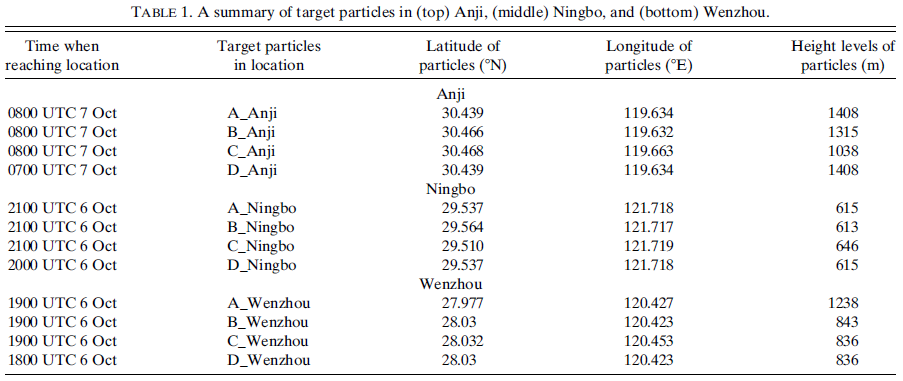 TABLE 1. A summary of target particles in (top) Anji, (middle) Ningbo, and (bottom) Wenzhou.
Time when reaching location Target particles in location Latitude of particles (°N) Longitude of particles (°E) Height levels of particles (m)
Anji
0800 UTC 7 Oct A_Anji 30.439 119.634 1408
0800 UTC 7 Oct B_Anji 30.466 119.632 1315
0800 UTC 7 Oct C_Anji 30.468 119.663 1038
0700 UTC 7 Oct D_Anji 30.439 119.634 1408
Ningbo
2100 UTC 6 Oct A_Ningbo 29.537 121.718 615
2100 UTC 6 Oct B_Ningbo 29.564 121.717 613
2100 UTC 6 Oct C_Ningbo 29.510 121.719 646
2000 UTC 6 Oct D_Ningbo 29.537 121.718 615
Wenzhou
1900 UTC 6 Oct A_Wenzhou 27.977 120.427 1238
1900 UTC 6 Oct B_Wenzhou 28.03 120.423 843
1900 UTC 6 Oct C_Wenzhou 28.032 120.453 836
1800 UTC 6 Oct D_Wenzhou 28.03 120.423 836